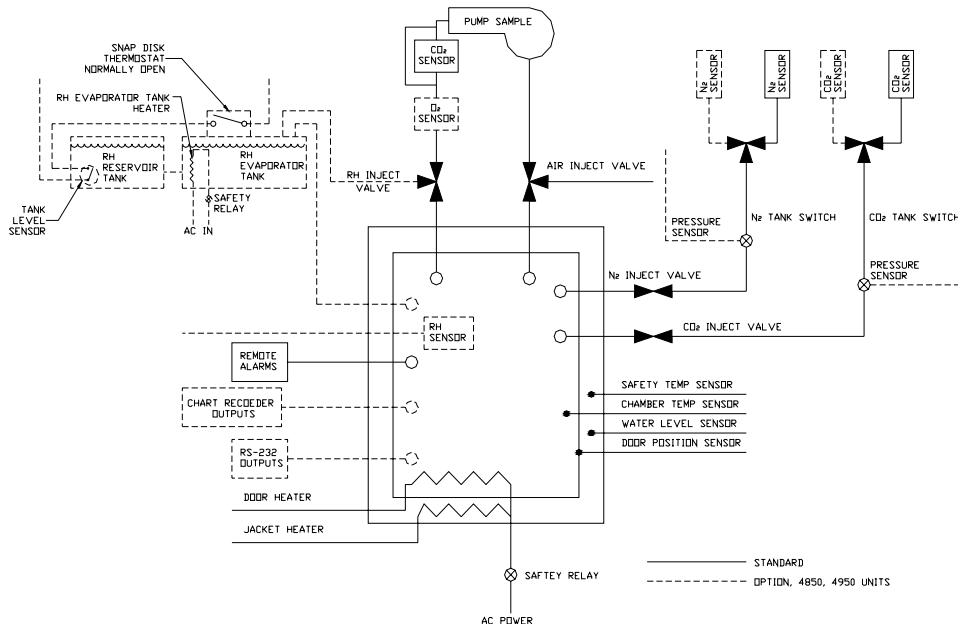 PUMP SAMPLE
SNAP DISK
THERMOSTAT
NORMALLY OPEN
CO2
SENSOR
N2
SENSOR
N2
SENSOR
CO2
SENSOR
CO2
SENSOR
RH EVAPORATOR TANK
HEATER
O2
SENSOR
RH
RESERVOIR
TANK
RH
EVAPORATOR
TANK
RH INJECT
VALVE
AIR INJECT VALVE
TANK
LEVEL
SENSOR
SAFETY
RELAY
AC IN
PRESSURE
SENSOR
N2 TANK SWITCH
CO2 TANK SWITCH
PRESSURE
SENSOR
N2 INJECT VALVE
RH
SENSOR
CO2 INJECT VALVE
REMOTE
ALARMS
CHART RECOEDER
OUTPUTS
RS-232
OUTPUTS
SAFETY TEMP SENSOR
CHAMBER TEMP SENSOR
WATER LEVEL SENSOR
DOOR POSITION SENSOR
DOOR HEATER
JACKET HEATER
SAFTEY RELAY
AC POWER
STANDARD
OPTION, 4850, 4950 UNITS